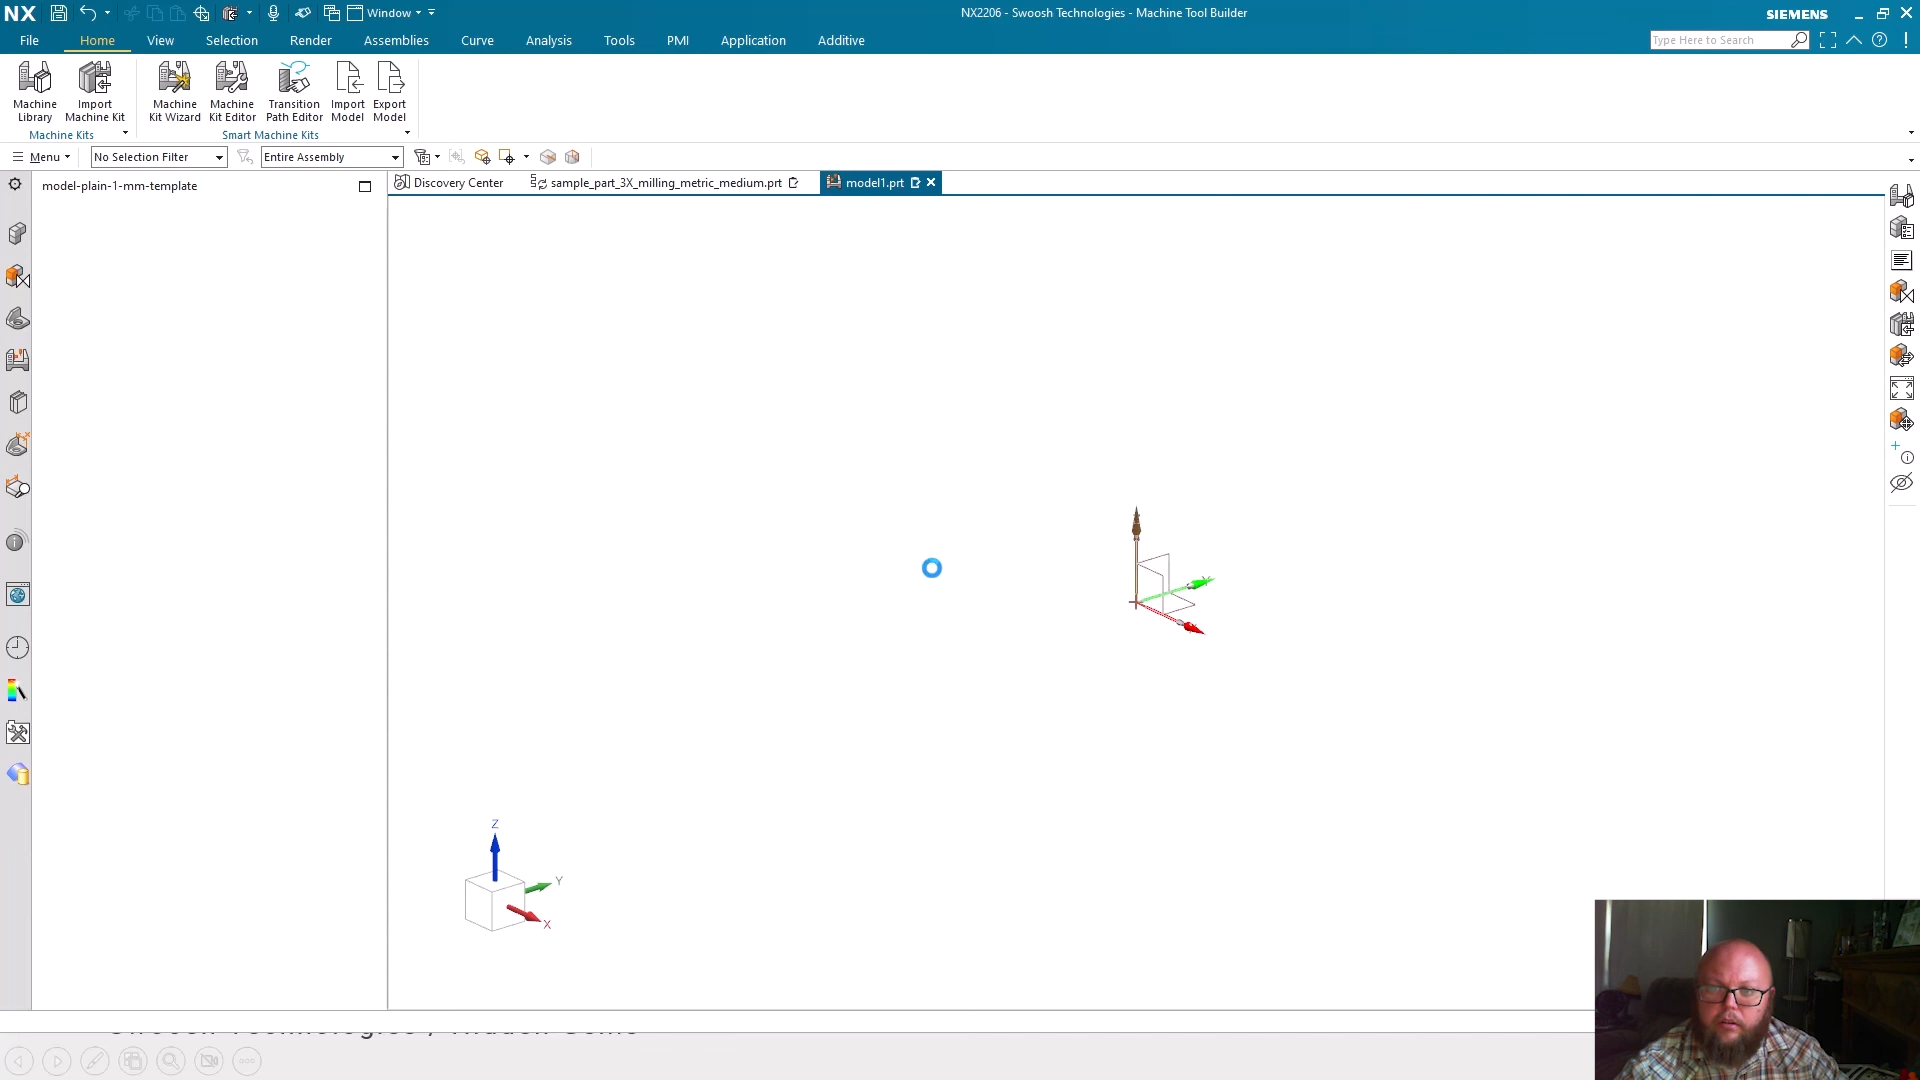 NX
Window
NX2206 - Swoosh Technologies - Machine Tool Builder
SIEMENS
File
Home
View
Selection
Render
Assemblies
Curve
Analysis
Tools
PMI
Application
Additive
Type Here to Search
Machine Library
Import Machine Kit
Machine Kit Wizard
Machine Kit Editor
Transition Path Editor
Import Model
Export Model
Machine Kits
Smart Machine Kits
Menu
No Selection Filter
Entire Assembly
model-plain-1-mm-template
Discovery Center
sample_part_3X_milling_metric_medium.prt
model1.prt
Z
Y
X